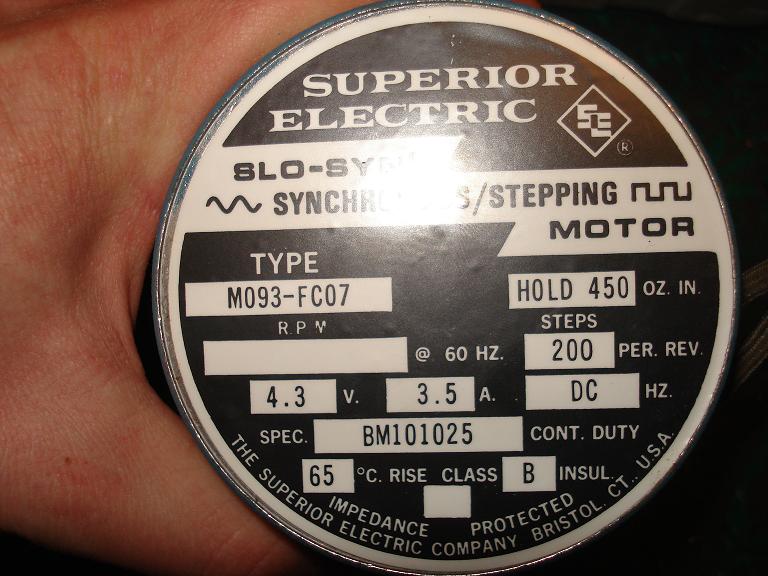 SUPERIOR
ELECTRIC
SE
®
SLO-SYN
/STEPPING
MOTOR
TYPE
M093-FC07
HOLD 450 OZ. IN.
R.P.M
STEPS
@ 60 HZ.
200 PER. REV.
4.3 V. 3.5 A. DC HZ.
SPEC. BM101025 CONT. DUTY
65 °C. RISE CLASS B INSUL.
IMPEDANCE PROTECTED
THE SUPERIOR ELECTRIC COMPANY BRISTOL, CT., U.S.A.